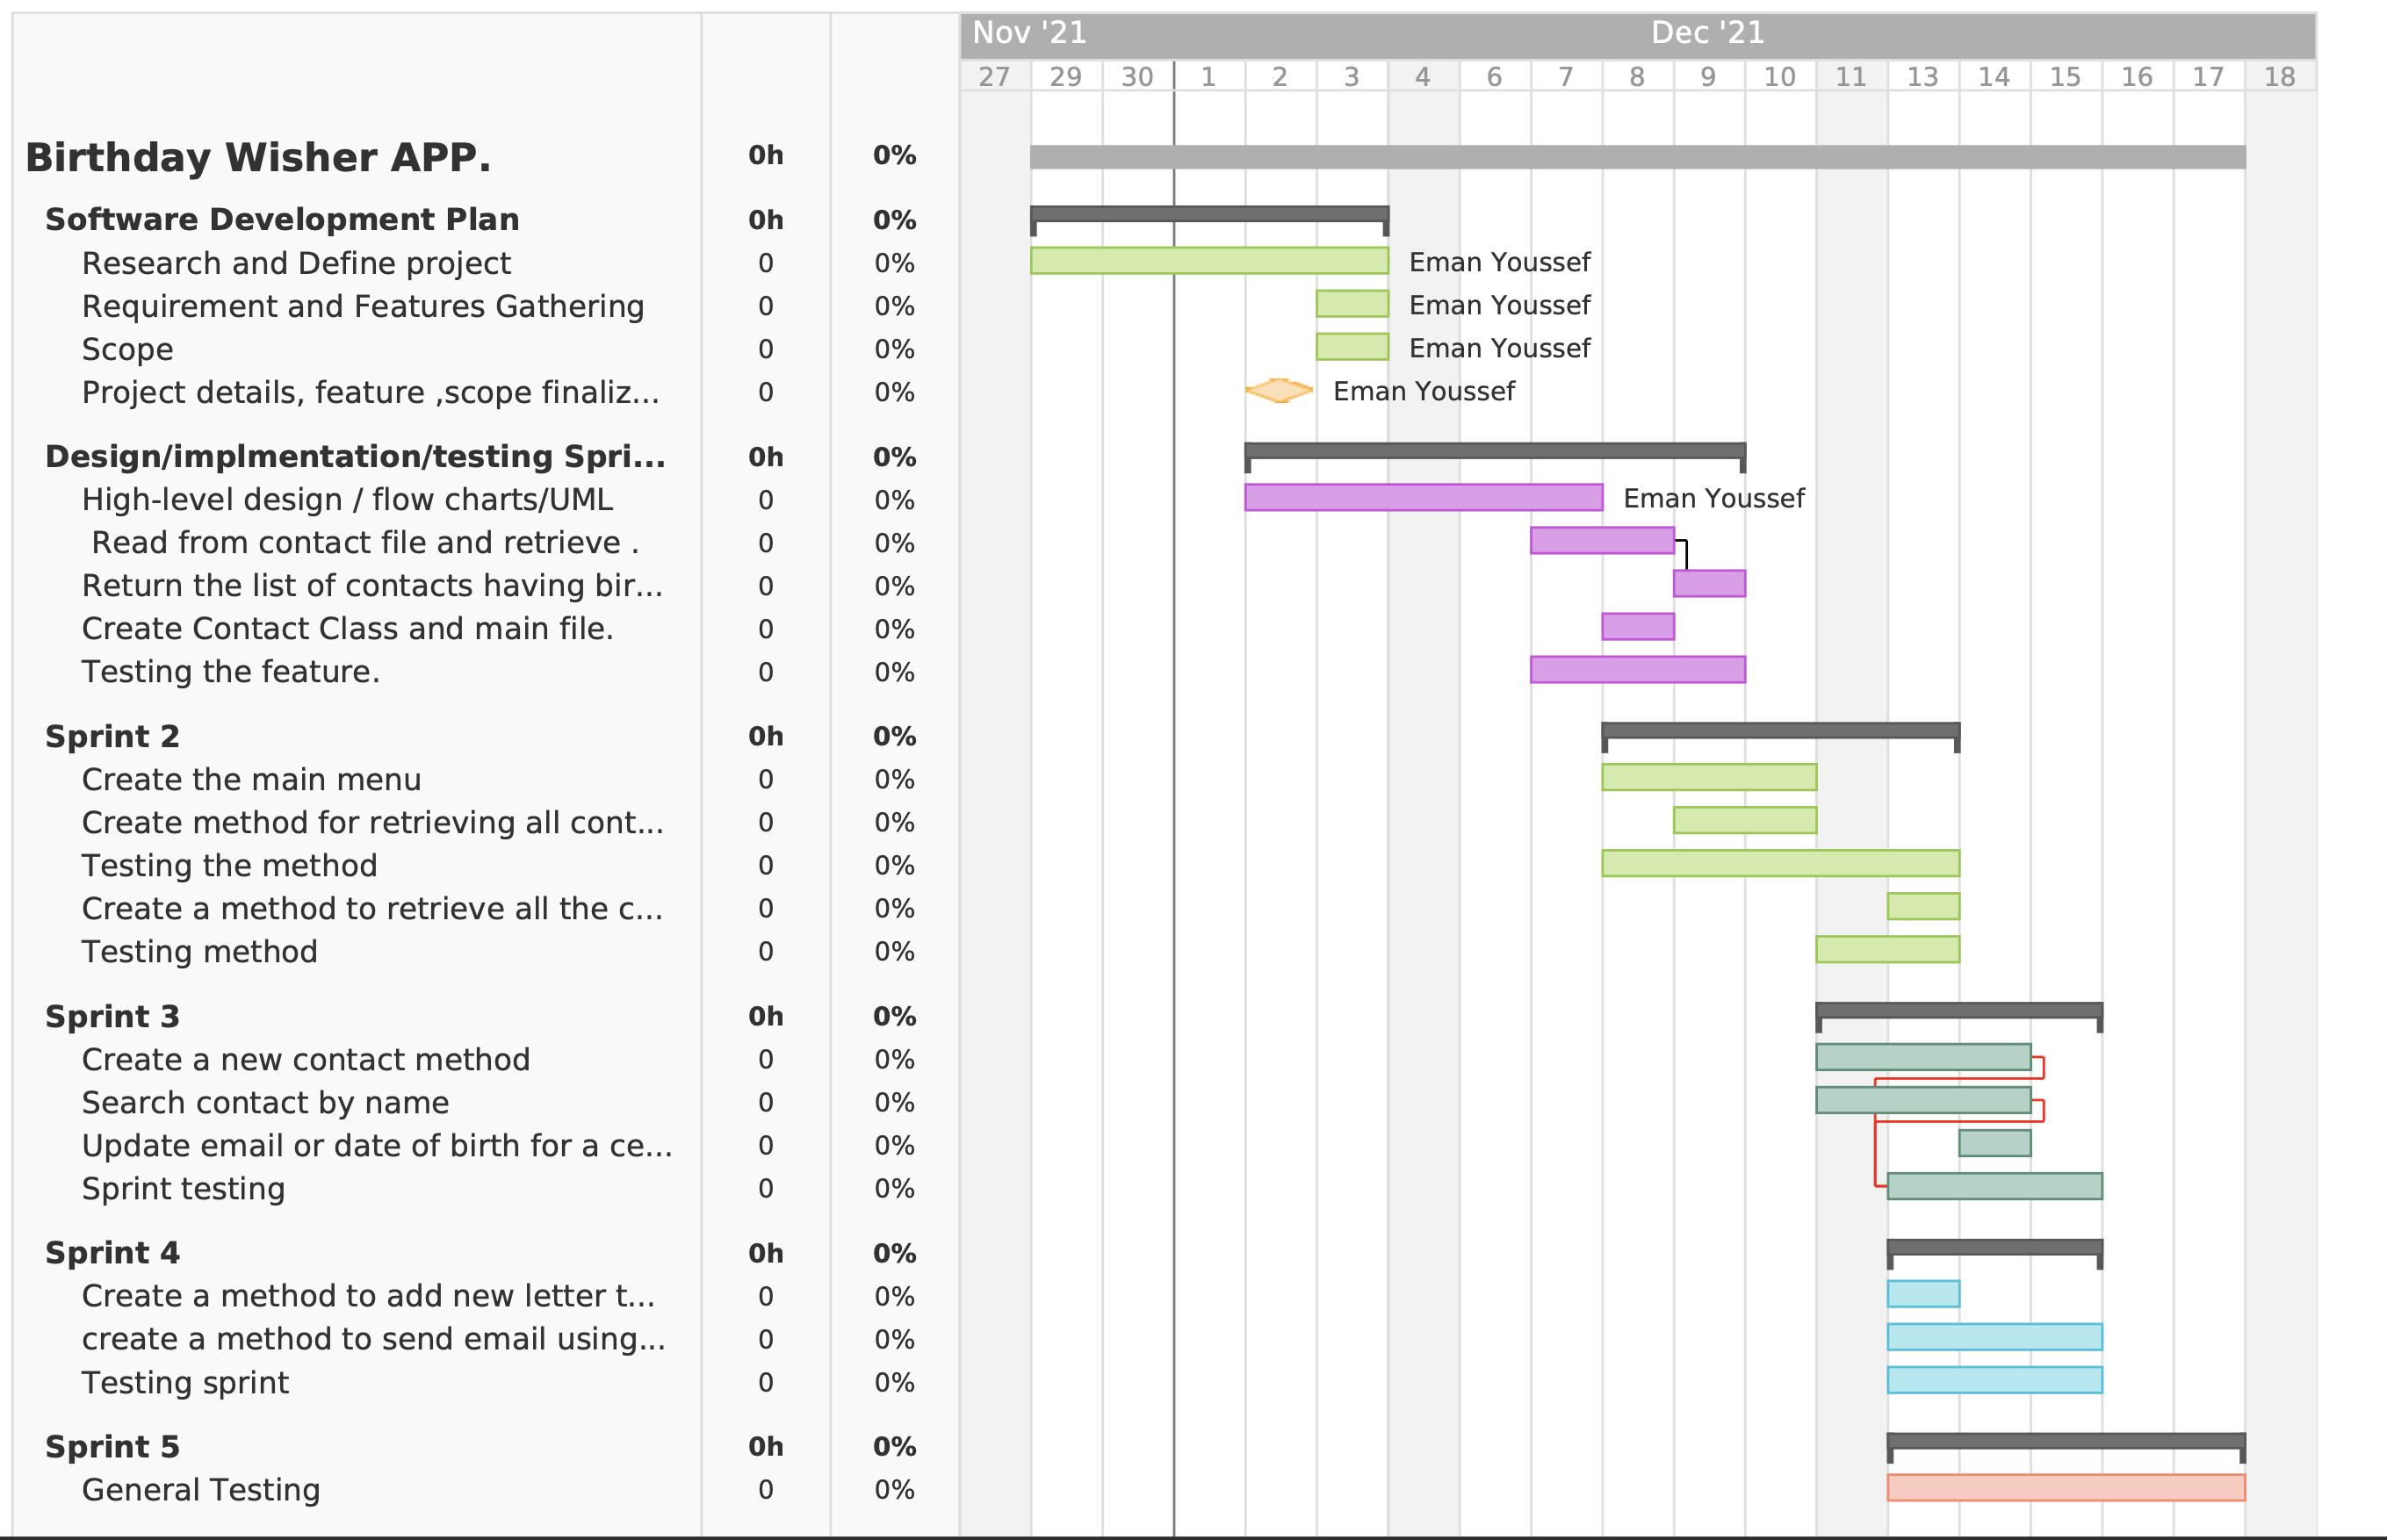 Nov '21 Dec '21
27 29 30 1 2 3 4 6 7 8 9 10 11 13 14 15 16 17 18
Birthday Wisher APP. 0h 0%
Software Development Plan 0h 0%
Research and Define project 0 0% Eman Youssef
Requirement and Features Gathering 0 0% Eman Youssef
Scope 0 0% Eman Youssef
Project details, feature ,scope finaliz... 0 0% Eman Youssef
Design/implmentation/testing Spri... 0h 0%
High-level design / flow charts/UML 0 0% Eman Youssef
Read from contact file and retrieve . 0 0%
Return the list of contacts having bir... 0 0%
Create Contact Class and main file. 0 0%
Testing the feature. 0 0%
Sprint 2 0h 0%
Create the main menu 0 0%
Create method for retrieving all cont... 0 0%
Testing the method 0 0%
Create a method to retrieve all the c... 0 0%
Testing method 0 0%
Sprint 3 0h 0%
Create a new contact method 0 0%
Search contact by name 0 0%
Update email or date of birth for a ce... 0 0%
Sprint testing 0 0%
Sprint 4 0h 0%
Create a method to add new letter t... 0 0%
create a method to send email using... 0 0%
Testing sprint 0 0%
Sprint 5 0h 0%
General Testing 0 0%